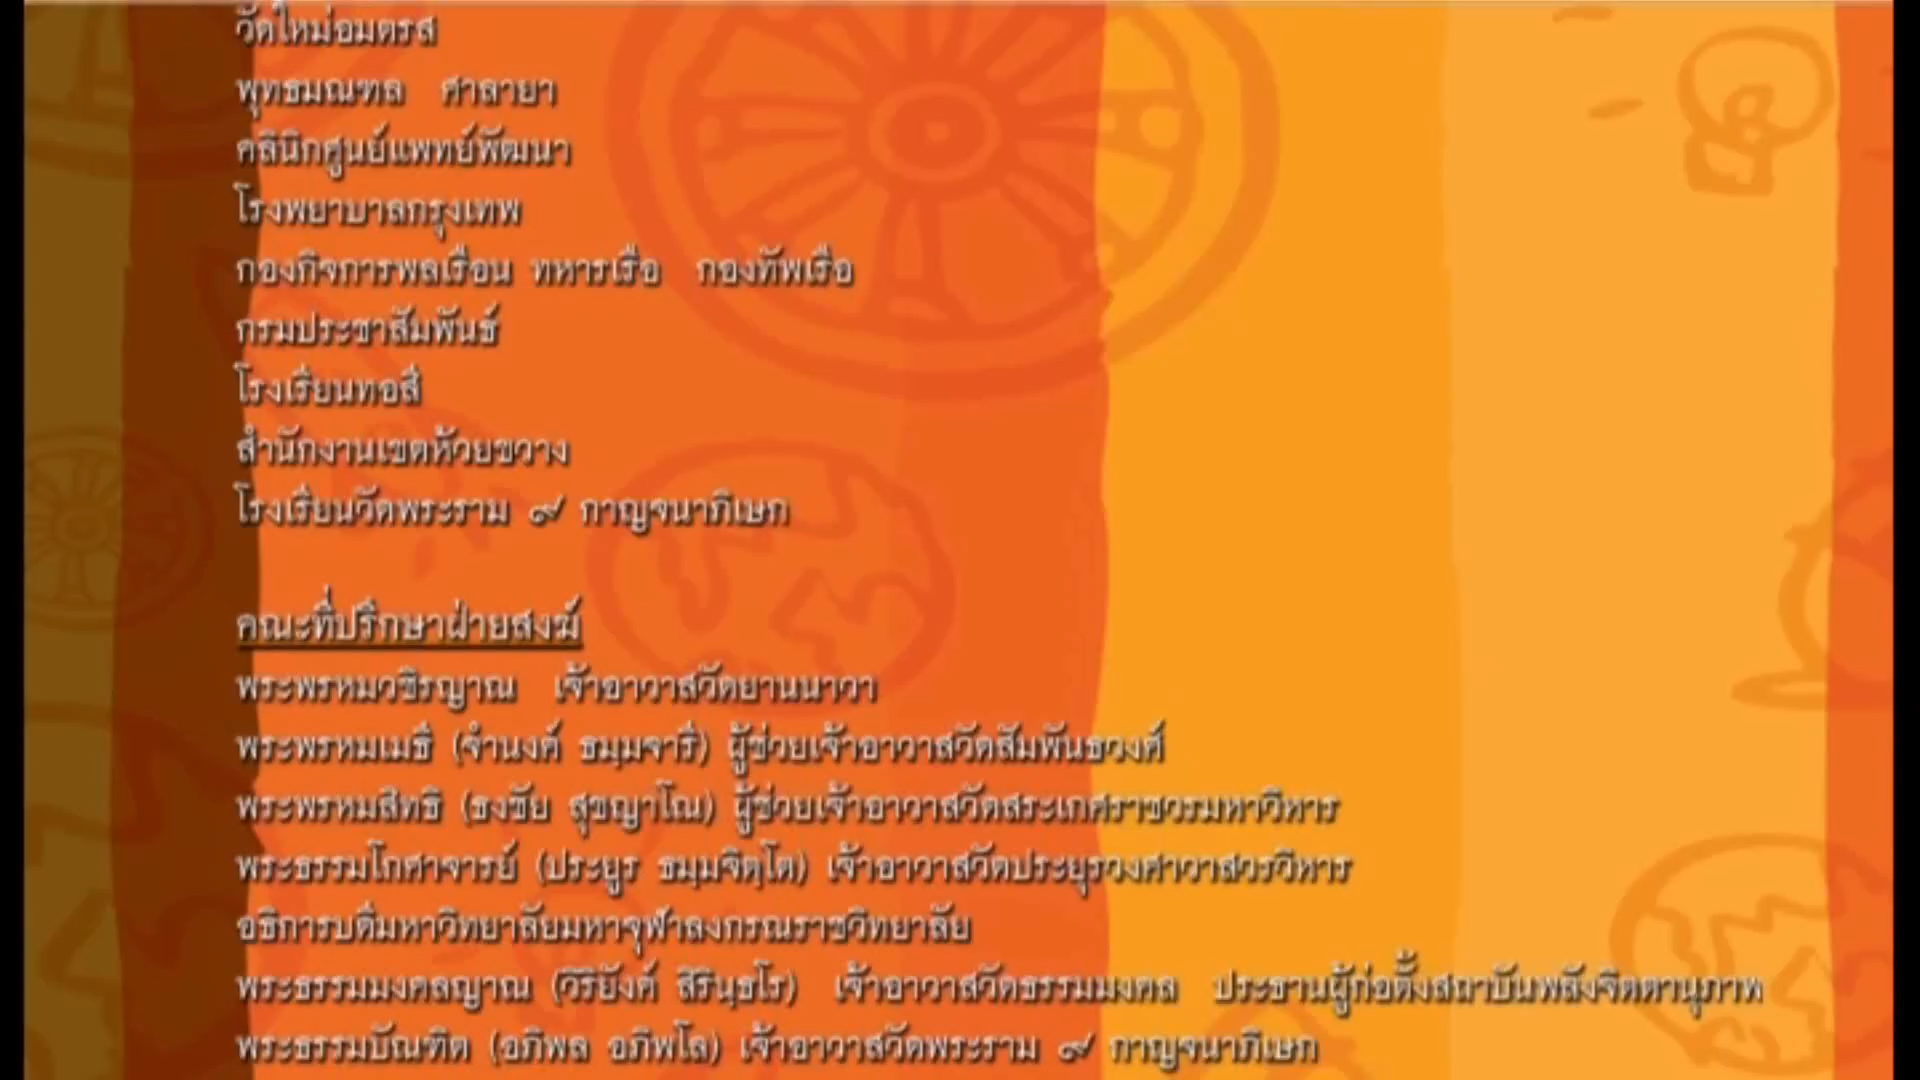 วัดใหม่อมตรส
พุทธมณฑล ศาลายา
คลินิกศูนย์แพทย์พัฒนา
โรงพยาบาลกรุงเทพ
กองกิจการพลเรือน ทหารเรือ กองทัพเรือ
กรมประชาสัมพันธ์
โรงเรียนทอสี
สำนักงานเขตห้วยขวาง
โรงเรียนวัดพระราม ๙ กาญจนาภิเษก
คณะที่ปรึกษาฝ่ายสงฆ์
พระพรหมวชิรญาณ เจ้าอาวาสวัดยานนาวา
พระพรหมเมธี (จำนงค์ ธมฺมจารี) ผู้ช่วยเจ้าอาวาสวัดสัมพันธวงศ์
พระพรหมสิทธิ (ธงชัย สุขญาโณ) ผู้ช่วยเจ้าอาวาสวัดสระเกศราชวรมหาวิหาร
พระธรรมโกศาจารย์ (ประยูร ธมฺมจิตฺโต) เจ้าอาวาสวัดประยุรวงศาวาสวรวิหาร
อธิการบดีมหาวิทยาลัยมหาจุฬาลงกรณราชวิทยาลัย
พระธรรมมงคลญาณ (วิริยังค์ สิรินฺธโร) เจ้าอาวาสวัดธรรมมงคล ประธานผู้ก่อตั้งสถาบันพลังจิตตานุภาพ
พระธรรมบัณฑิต (อภิพล อภิพโล) เจ้าอาวาสวัดพระราม ๙ กาญจนาภิเษก